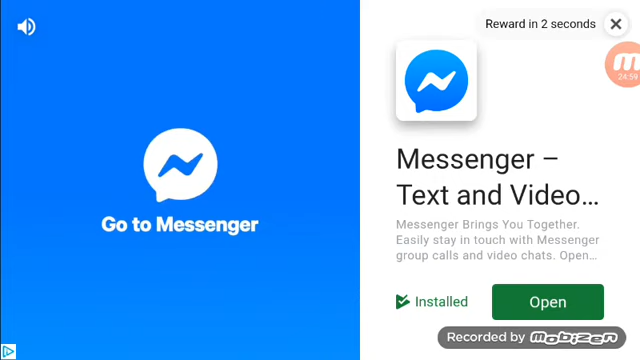 Reward in 2 seconds
24:59
Go to Messenger
Messenger –
Text and Video...
Messenger Brings You Together.
Easily stay in touch with Messenger
group calls and video chats. Open...
Installed
Open
Recorded by MOBIZEN